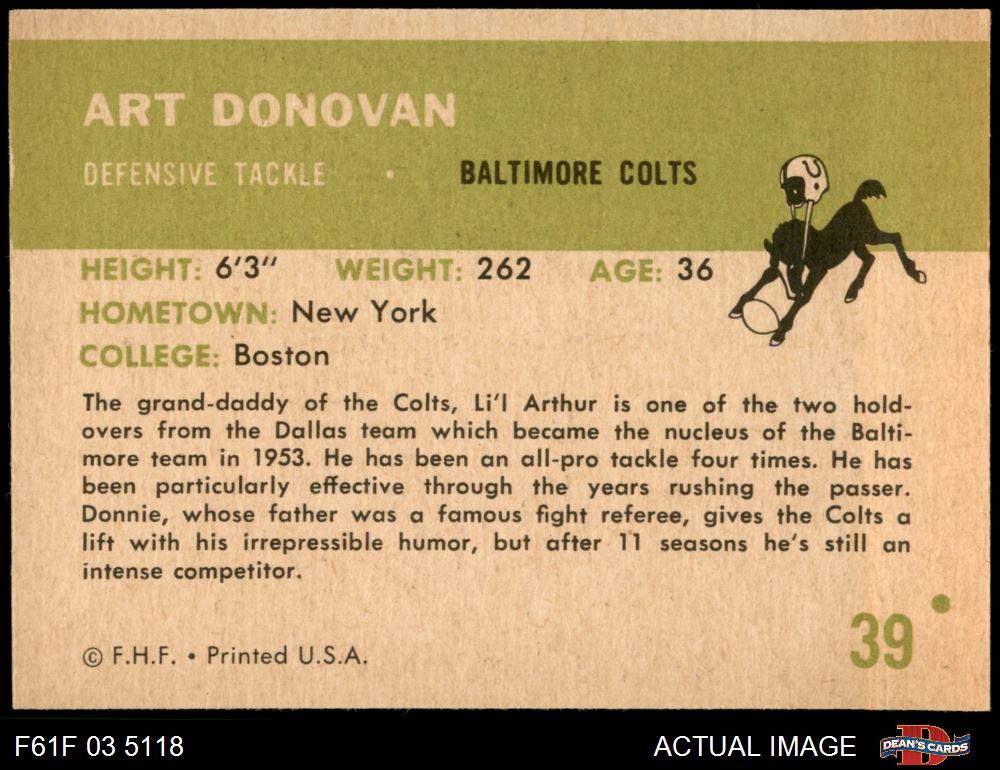 ART DONOVAN
DEFENSIVE TACKLE • BALTIMORE COLTS
HEIGHT: 6'3" WEIGHT: 262 AGE: 36
HOMETOWN: New York
COLLEGE: Boston
The grand-daddy of the Colts, Li'l Arthur is one of the two hold-
overs from the Dallas team which became the nucleus of the Balti-
more team in 1953. He has been an all-pro tackle four times. He has
been particularly effective through the years rushing the passer.
Donnie, whose father was a famous fight referee, gives the Colts a
lift with his irrepressible humor, but after 11 seasons he's still an
intense competitor.
39
© F.H.F. • Printed U.S.A.
F61F 03 5118 ACTUAL IMAGE DEAN'S CARDS